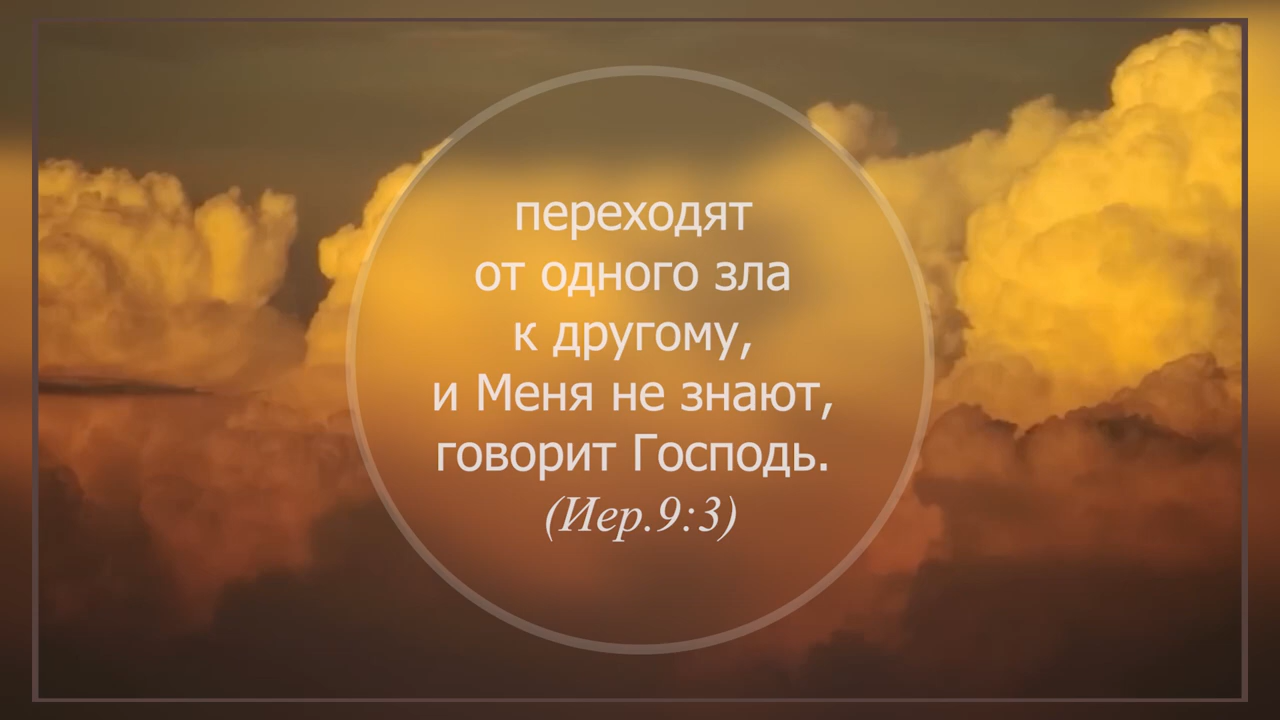 переходят
от одного зла
к другому,
и Меня не знают,
говорит Господь.
(Иер.9:3)